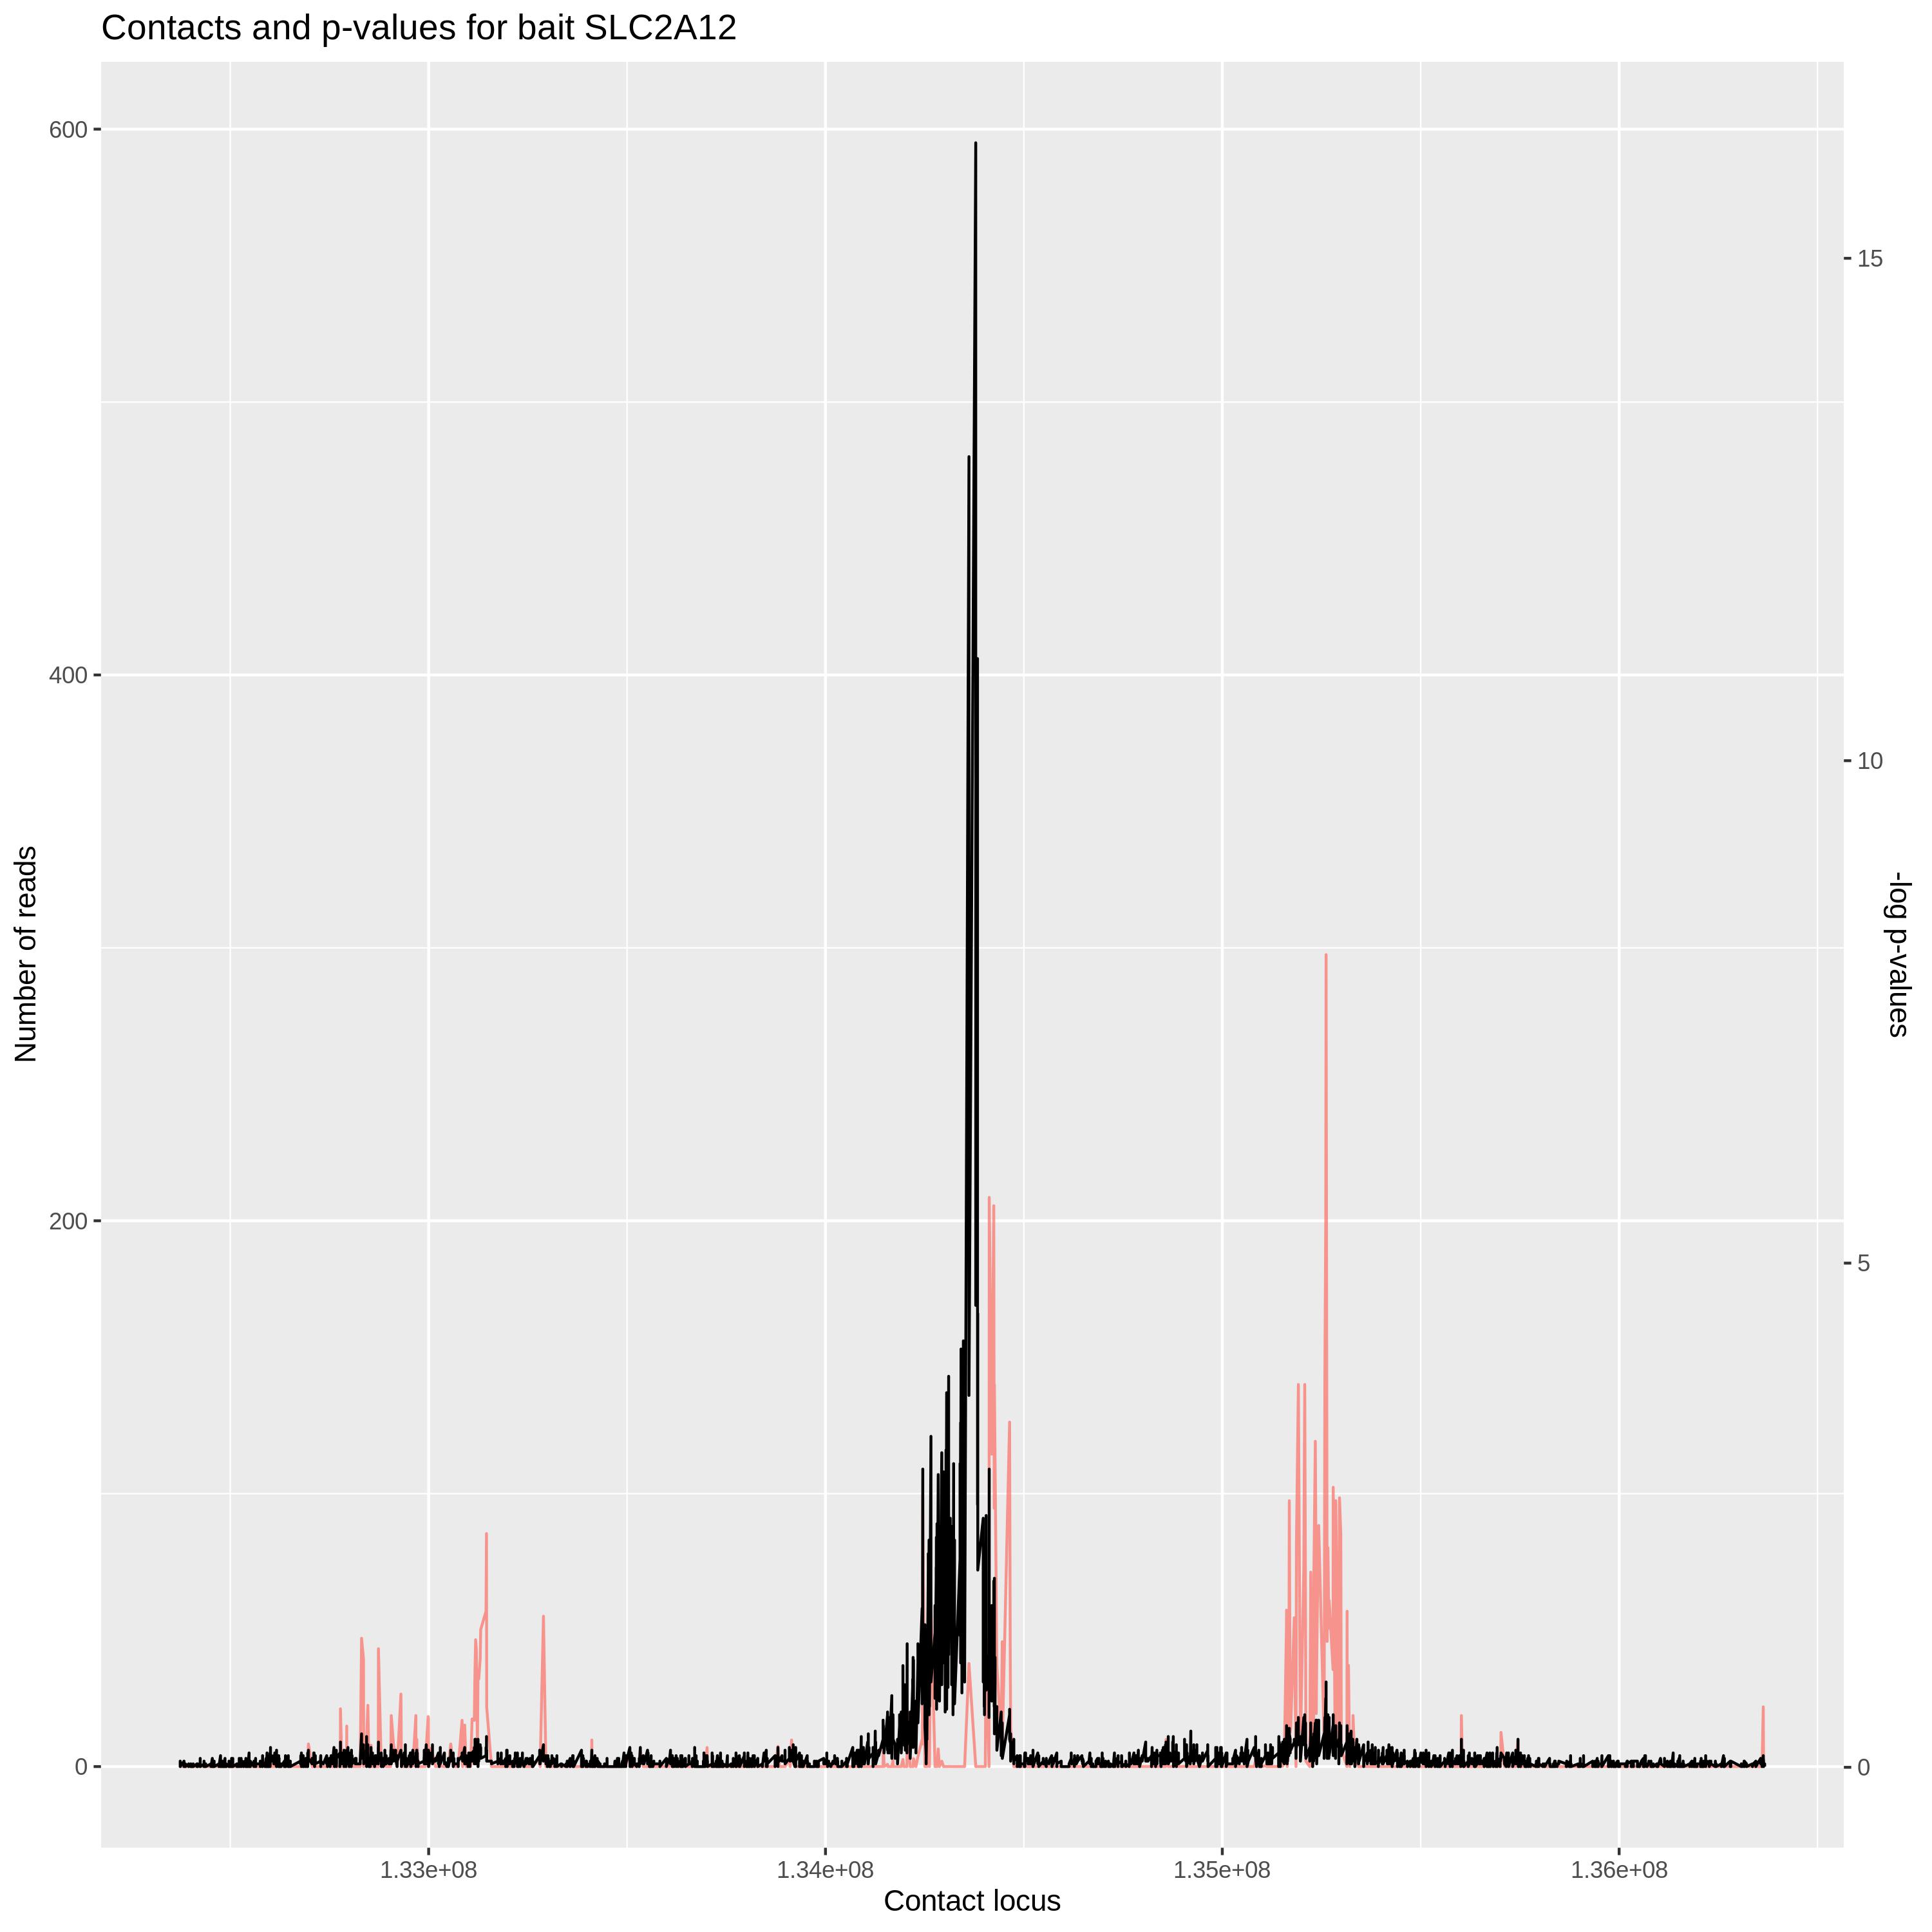 Contacts and p-values for bait SLC2A12
600
400
200
0
Number of reads
15
10
5
0
-log p-values
1.33e+08 1.34e+08 1.35e+08 1.36e+08
Contact locus